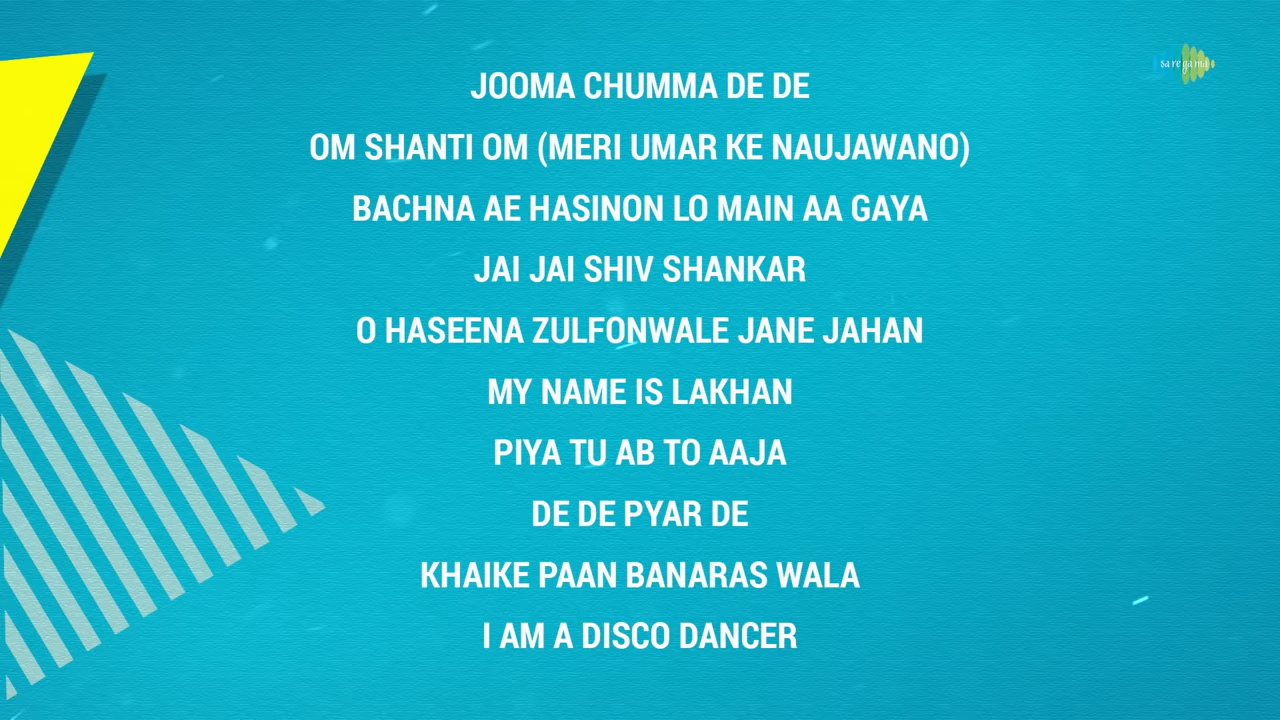 saregama
JOOMA CHUMMA DE DE
OM SHANTI OM (MERI UMAR KE NAUJAWANO)
BACHNA AE HASINON LO MAIN AA GAYA
JAI JAI SHIV SHANKAR
O HASEENA ZULFONWALE JANE JAHAN
MY NAME IS LAKHAN
PIYA TU AB TO AAJA
DE DE PYAR DE
KHAIKE PAAN BANARAS WALA
I AM A DISCO DANCER